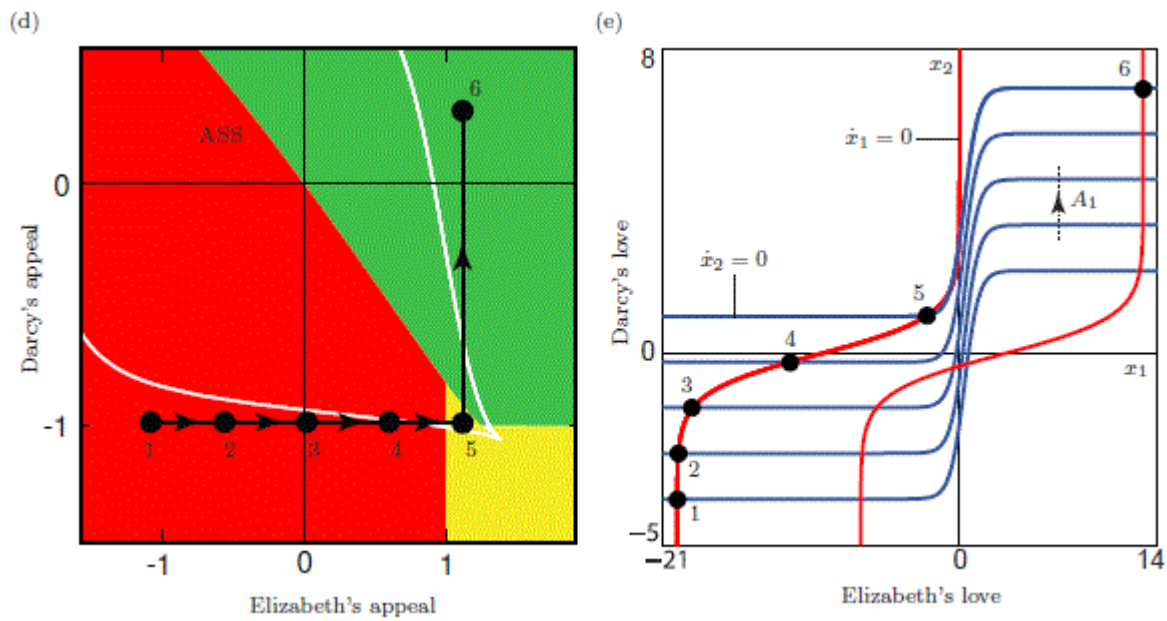 (d)
ASS
6
0
-1
1
2
3
4
5
-1
0
1
Darcy's appeal
Elizabeth's appeal
(e)
8
x₂
6
ẋ₁ = 0
A₁
ẋ₂ = 0
5
4
0
3
x₁
2
1
−5
−21
0
14
Darcy's love
Elizabeth's love